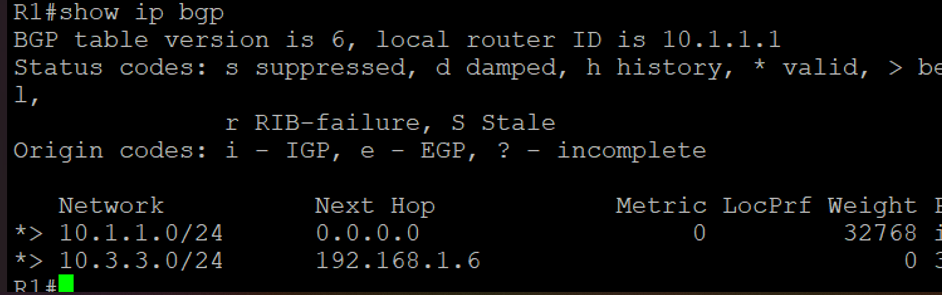 R1#show ip bgp
BGP table version is 6, local router ID is 10.1.1.1
Status codes: s suppressed, d damped, h history, * valid, > be
l,
r RIB-failure, S Stale
Origin codes: i - IGP, e - EGP, ? - incomplete
Network Next Hop Metric LocPrf Weight
*> 10.1.1.0/24 0.0.0.0 0 32768 i
*> 10.3.3.0/24 192.168.1.6 0 3
R1#